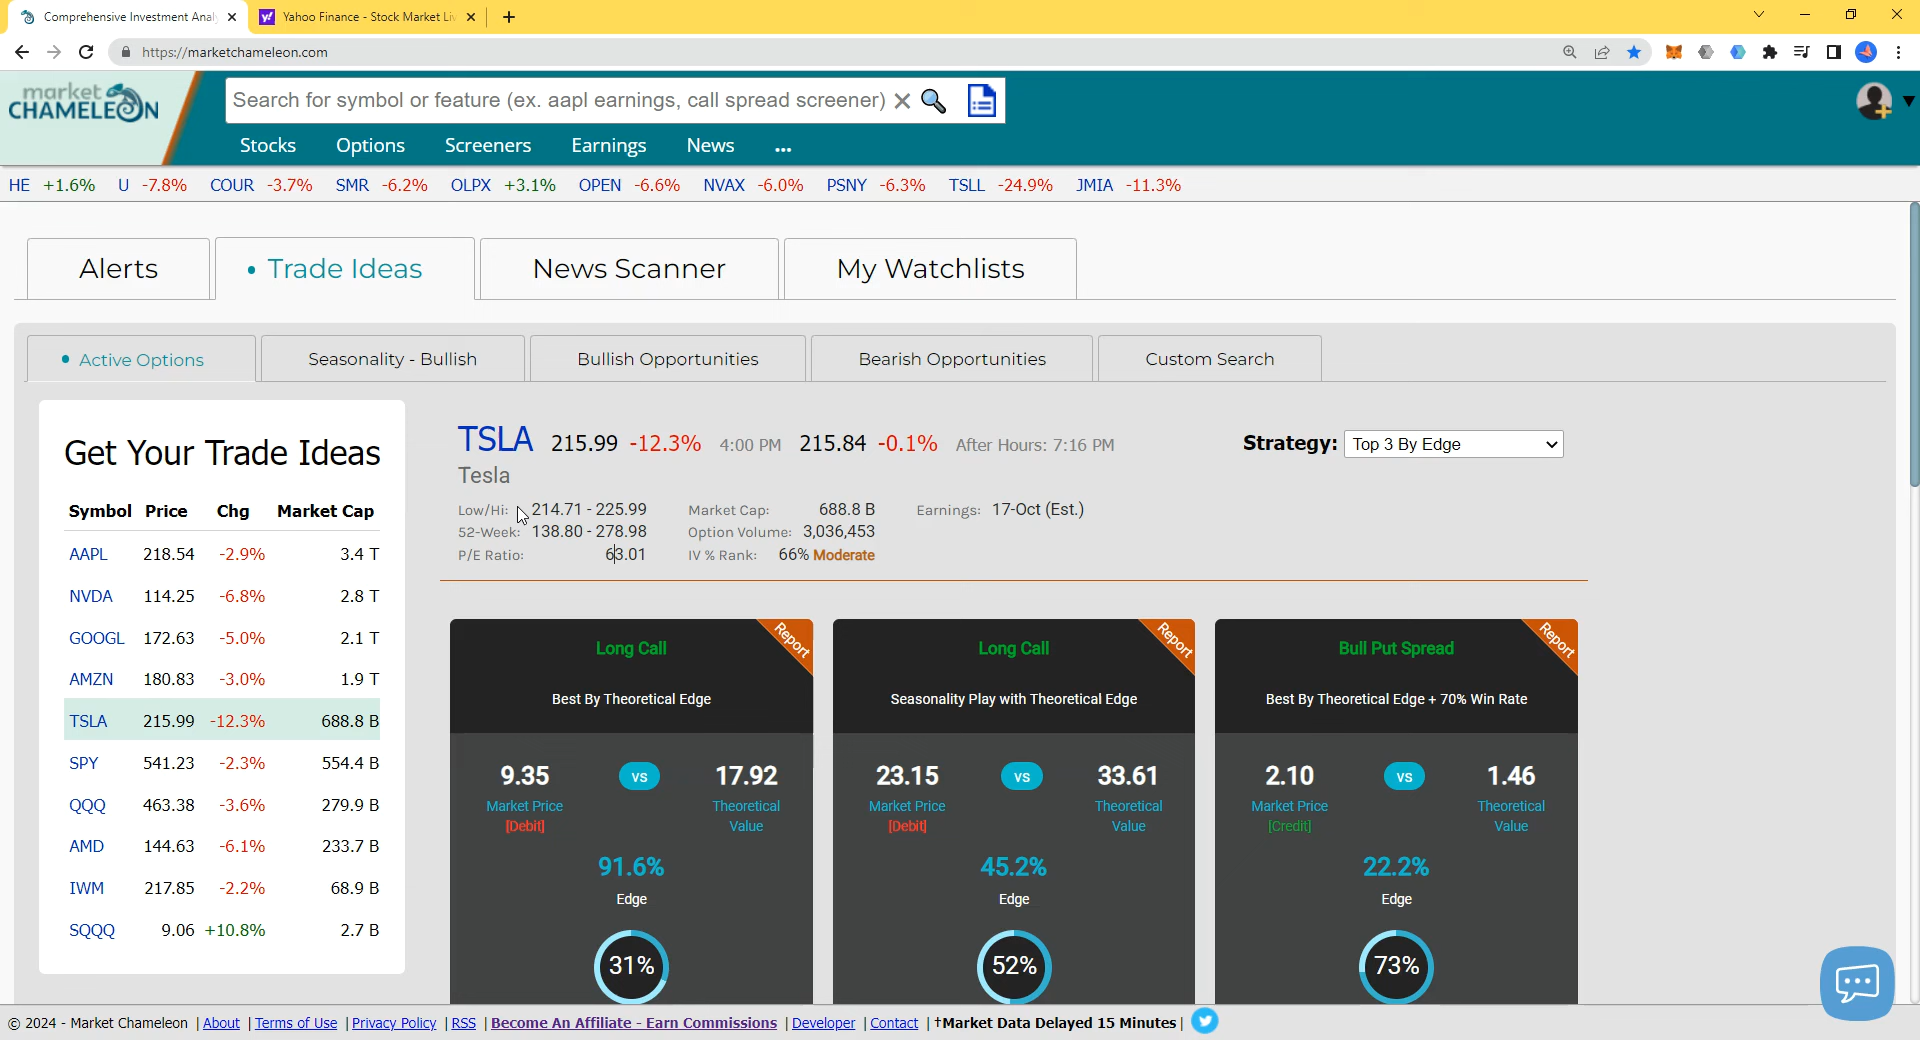 Comprehensive Investment Anal
Yahoo Finance - Stock Market Liv
https://marketchameleon.com
market
CHAMELEON
Search for symbol or feature (ex. aapl earnings, call spread screener)
Stocks Options Screeners Earnings News ...
HE +1.6% U -7.8% COUR -3.7% SMR -6.2% OLPX +3.1% OPEN -6.6% NVAX -6.0% PSNY -6.3% TSLL -24.9% JMIA -11.3%
Alerts • Trade Ideas News Scanner My Watchlists
• Active Options Seasonality - Bullish Bullish Opportunities Bearish Opportunities Custom Search
Get Your Trade Ideas
Symbol Price Chg Market Cap
AAPL 218.54 -2.9% 3.4 T
NVDA 114.25 -6.8% 2.8 T
GOOGL 172.63 -5.0% 2.1 T
AMZN 180.83 -3.0% 1.9 T
TSLA 215.99 -12.3% 688.8 B
SPY 541.23 -2.3% 554.4 B
QQQ 463.38 -3.6% 279.9 B
AMD 144.63 -6.1% 233.7 B
IWM 217.85 -2.2% 68.9 B
SQQQ 9.06 +10.8% 2.7 B
TSLA 215.99 -12.3% 4:00 PM 215.84 -0.1% After Hours: 7:16 PM
Strategy: Top 3 By Edge
Tesla
Low/Hi: 214.71 - 225.99 Market Cap: 688.8 B Earnings: 17-Oct (Est.)
52-Week: 138.80 - 278.98 Option Volume: 3,036,453
P/E Ratio: 63.01 IV % Rank: 66% Moderate
Report
Long Call
Best By Theoretical Edge
9.35 vs 17.92
Market Price Theoretical
[Debit] Value
91.6%
Edge
31%
Report
Long Call
Seasonality Play with Theoretical Edge
23.15 vs 33.61
Market Price Theoretical
[Debit] Value
45.2%
Edge
52%
Report
Bull Put Spread
Best By Theoretical Edge + 70% Win Rate
2.10 vs 1.46
Market Price Theoretical
[Credit] Value
22.2%
Edge
73%
© 2024 - Market Chameleon | About | Terms of Use | Privacy Policy | RSS | Become An Affiliate - Earn Commissions | Developer | Contact | †Market Data Delayed 15 Minutes |